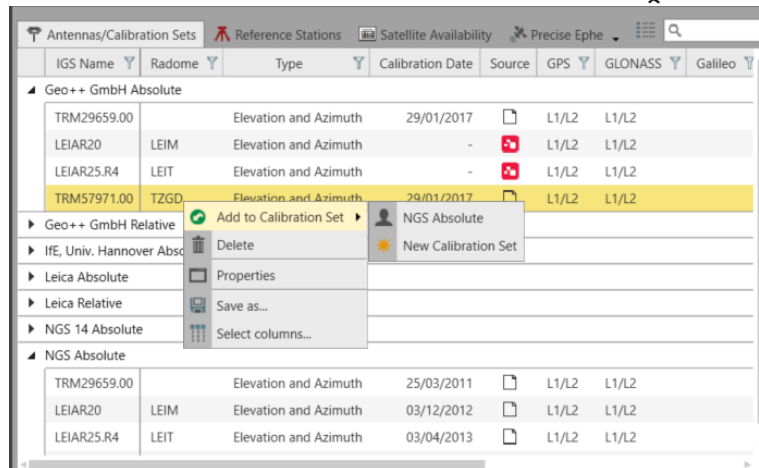 Antennas/Calibration Sets Reference Stations Satellite Availability Precise Ephe
IGS Name Radome Type Calibration Date Source GPS GLONASS Galileo
Geo++ GmbH Absolute
TRM29659.00 Elevation and Azimuth 29/01/2017 L1/L2 L1/L2
LEIAR20 LEIM Elevation and Azimuth - L1/L2 L1/L2
LEIAR25.R4 LEIT Elevation and Azimuth - L1/L2 L1/L2
TRM57971.00 TZGD Elevation and Azimuth 29/01/2017 L1/L2 L1/L2
Add to Calibration Set NGS Absolute
Geo++ GmbH Relative
Delete New Calibration Set
IfE, Univ. Hannover Abso
Leica Absolute
Properties
Leica Relative
Save as...
NGS 14 Absolute
Select columns...
NGS Absolute
TRM29659.00 Elevation and Azimuth 25/03/2011 L1/L2 L1/L2
LEIAR20 LEIM Elevation and Azimuth 03/12/2012 L1/L2 L1/L2
LEIAR25.R4 LEIT Elevation and Azimuth 03/04/2013 L1/L2 L1/L2